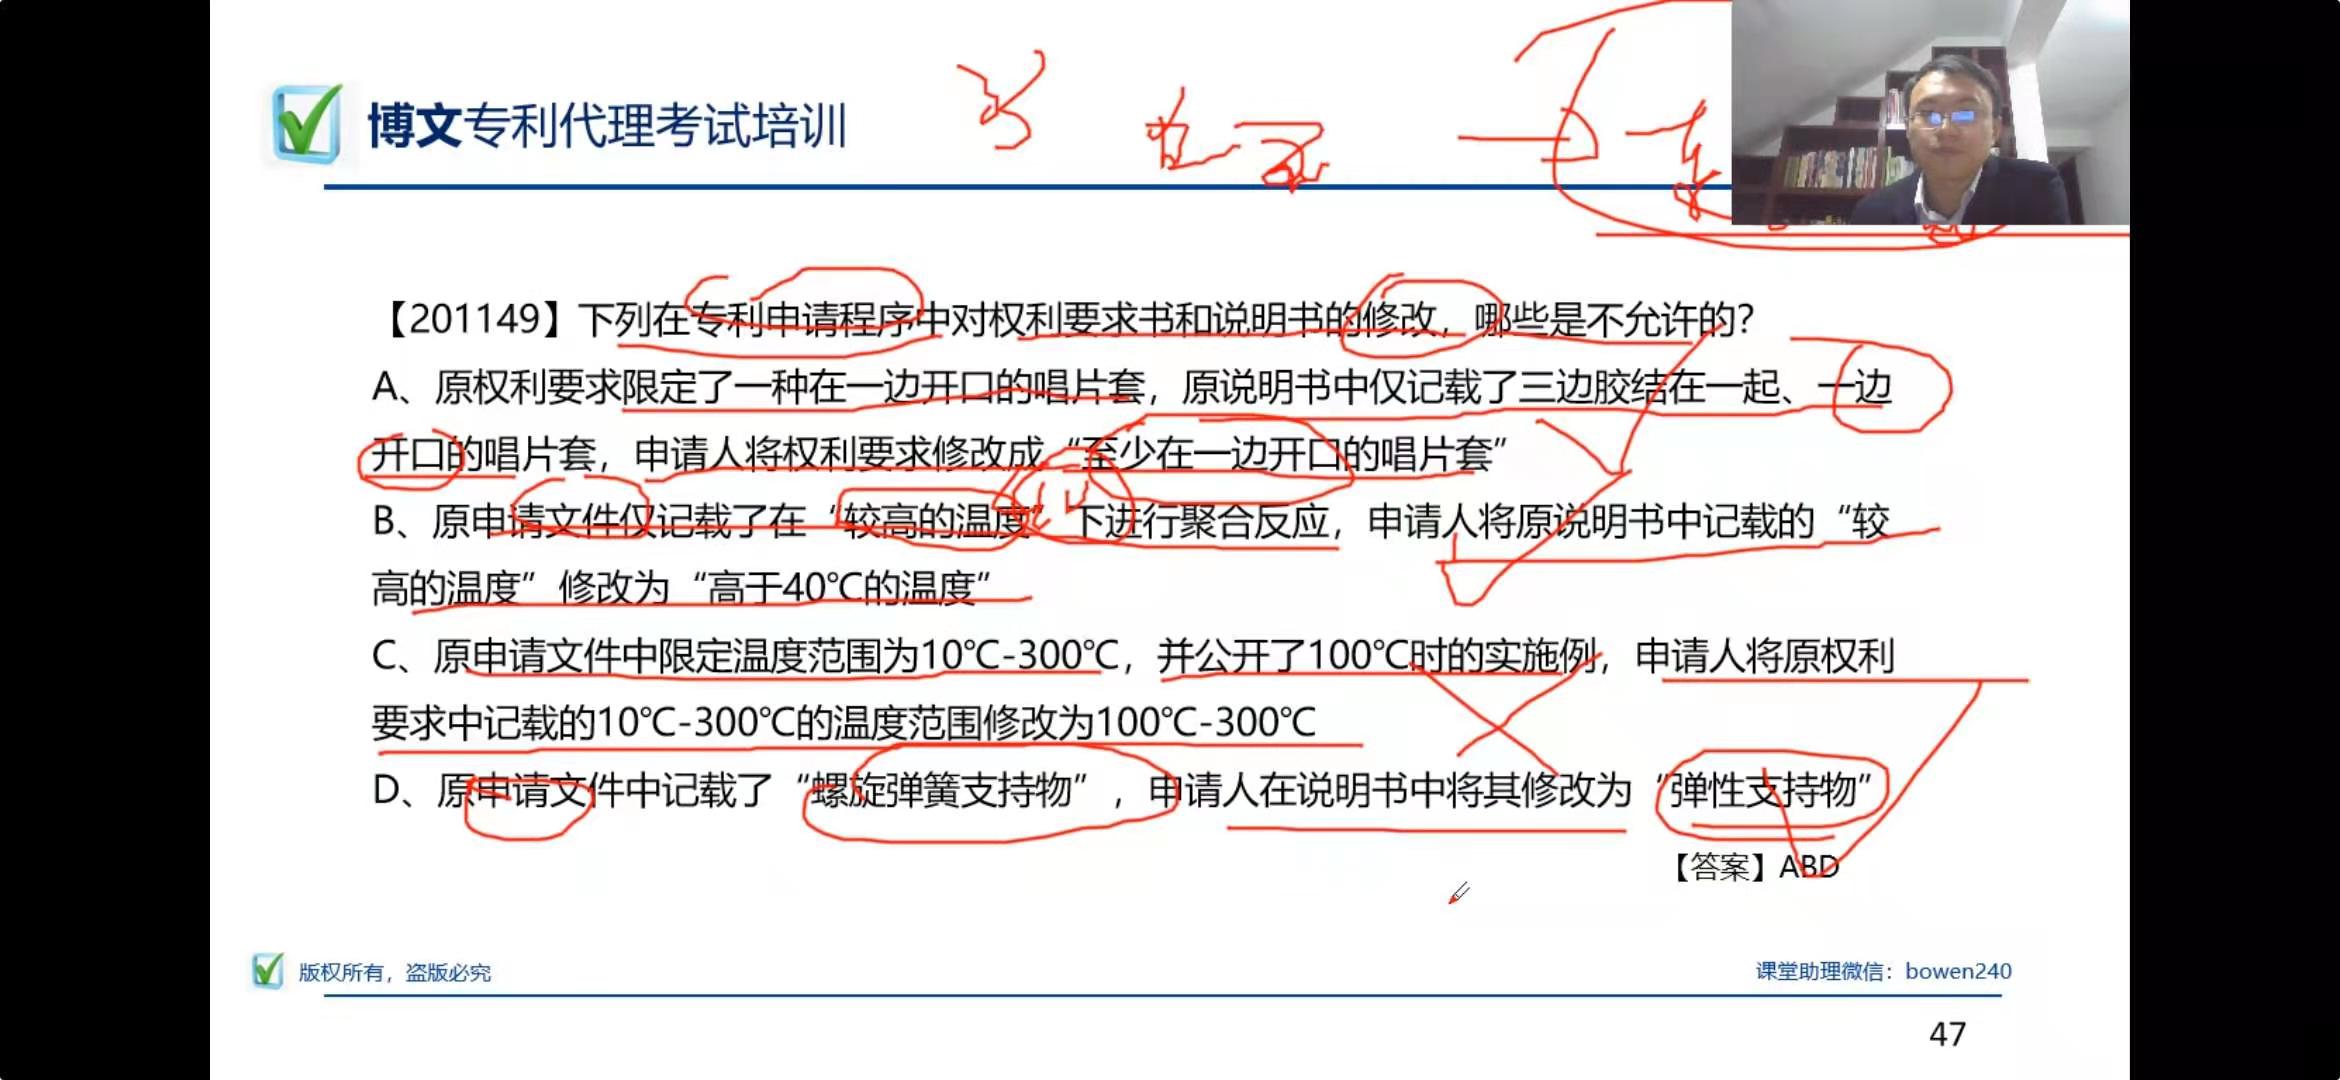 博文专利代理考试培训
【201149】下列在专利申请程序中对权利要求书和说明书的修改，哪些是不允许的？
A、原权利要求限定了一种在一边开口的唱片套，原说明书中仅记载了三边胶结在一起、一边
开口的唱片套，申请人将权利要求修改成“至少在一边开口的唱片套”
B、原申请文件仅记载了在“较高的温度”下进行聚合反应，申请人将原说明书中记载的“较
高的温度”修改为“高于40℃的温度”
C、原申请文件中限定温度范围为10℃-300℃，并公开了100℃时的实施例，申请人将原权利
要求中记载的10℃-300℃的温度范围修改为100℃-300℃
D、原申请文件中记载了“螺旋弹簧支持物”，申请人在说明书中将其修改为“弹性支持物”
【答案】ABD
版权所有，盗版必究
课堂助理微信：bowen240
47